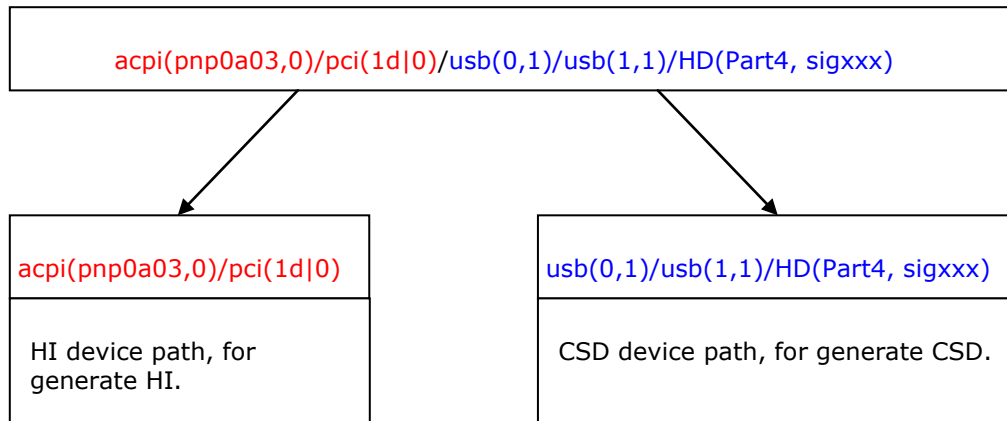 acpi(pnp0a03,0)/pci(1d|0)/usb(0,1)/usb(1,1)/HD(Part4, sigxxx)
acpi(pnp0a03,0)/pci(1d|0)
HI device path, for
generate HI.
usb(0,1)/usb(1,1)/HD(Part4, sigxxx)
CSD device path, for generate CSD.